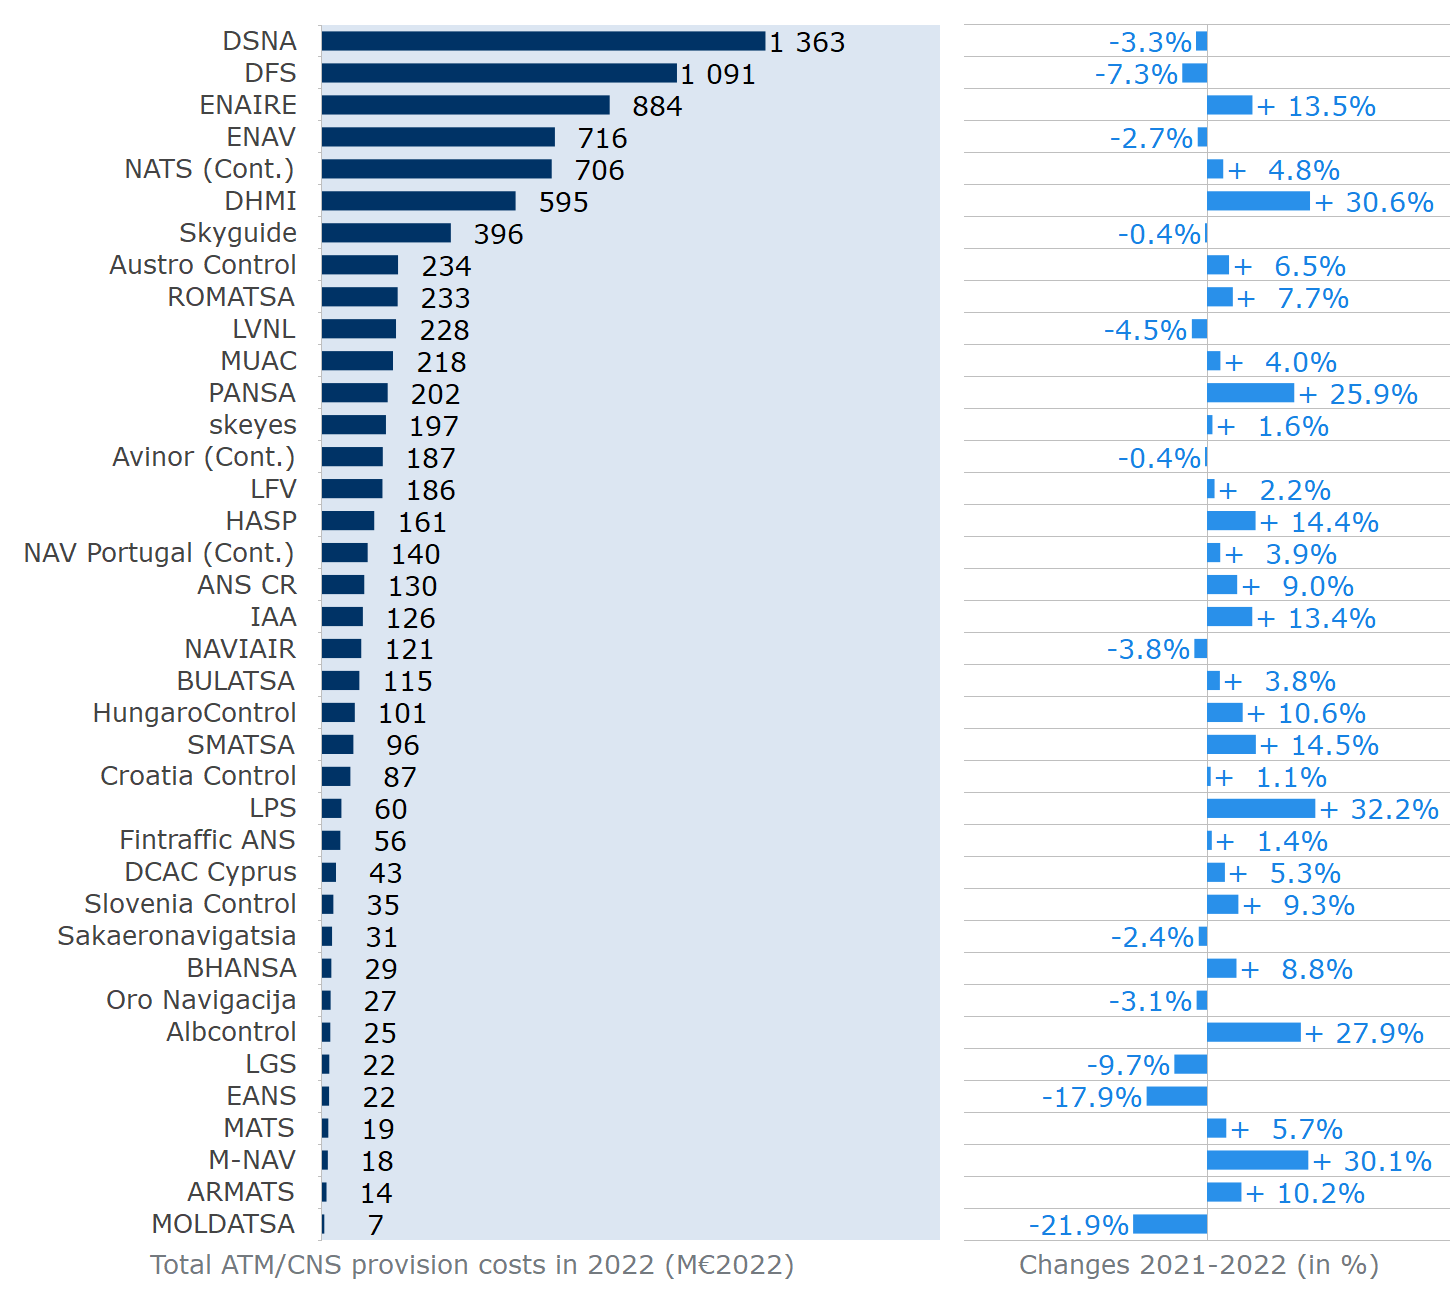 DSNA 1 363 -3.3%
DFS 1 091 -7.3%
ENAIRE 884 + 13.5%
ENAV 716 -2.7%
NATS (Cont.) 706 + 4.8%
DHMI 595 + 30.6%
Skyguide 396 -0.4%
Austro Control 234 + 6.5%
ROMATSA 233 + 7.7%
LVNL 228 -4.5%
MUAC 218 + 4.0%
PANSA 202 + 25.9%
skeyes 197 + 1.6%
Avinor (Cont.) 187 -0.4%
LFV 186 + 2.2%
HASP 161 + 14.4%
NAV Portugal (Cont.) 140 + 3.9%
ANS CR 130 + 9.0%
IAA 126 + 13.4%
NAVIAIR 121 -3.8%
BULATSA 115 + 3.8%
HungaroControl 101 + 10.6%
SMATSA 96 + 14.5%
Croatia Control 87 + 1.1%
LPS 60 + 32.2%
Fintraffic ANS 56 + 1.4%
DCAC Cyprus 43 + 5.3%
Slovenia Control 35 + 9.3%
Sakaeronavigatsia 31 -2.4%
BHANSA 29 + 8.8%
Oro Navigacija 27 -3.1%
Albcontrol 25 + 27.9%
LGS 22 -9.7%
EANS 22 -17.9%
MATS 19 + 5.7%
M-NAV 18 + 30.1%
ARMATS 14 + 10.2%
MOLDATSA 7 -21.9%
Total ATM/CNS provision costs in 2022 (M€2022) Changes 2021-2022 (in %)